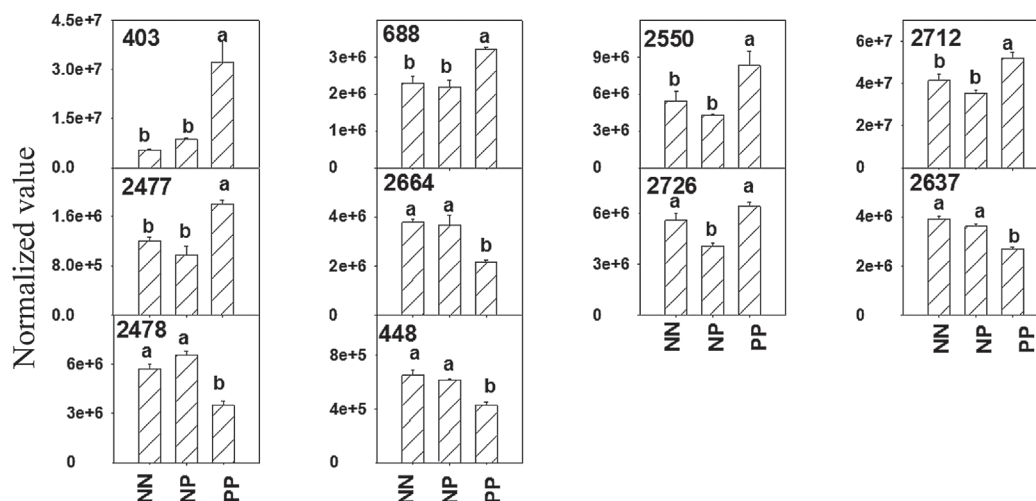 Normalized value
403
4.5e+7
3.0e+7
1.5e+7
0.0
b
b
a
688
3e+6
2e+6
1e+6
0
b
b
a
2550
9e+6
6e+6
3e+6
0
b
b
a
2712
6e+7
4e+7
2e+7
0
b
b
a
2477
1.6e+6
8.0e+5
0.0
b
b
a
2664
4e+6
2e+6
0
a
a
b
2726
6e+6
3e+6
0
a
b
a
NN
NP
PP
2637
4e+6
2e+6
0
a
a
b
NN
NP
PP
2478
6e+6
3e+6
0
a
a
b
NN
NP
PP
448
8e+5
4e+5
0
a
a
b
NN
NP
PP